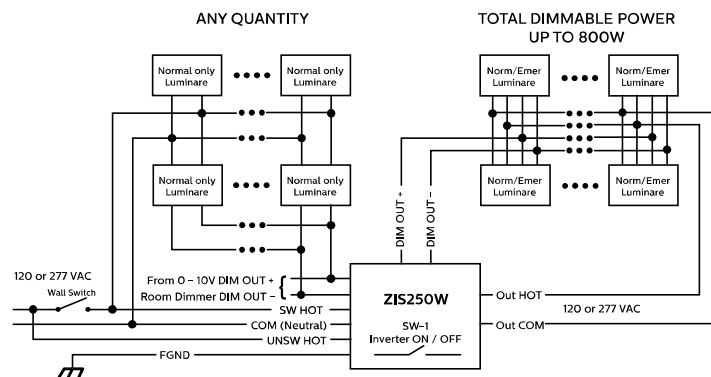 ANY QUANTITY
TOTAL DIMMABLE POWER
UP TO 800W
Normal only
Luminare
Normal only
Luminare
Norm/Emer
Luminare
Norm/Emer
Luminare
Normal only
Luminare
Normal only
Luminare
Norm/Emer
Luminare
Norm/Emer
Luminare
DIM OUT +
DIM OUT –
120 or 277 VAC
Wall Switch
From 0 – 10V DIM OUT +
Room Dimmer DIM OUT –
SW HOT
COM (Neutral)
UNSW HOT
FGND
ZIS250W
SW–1
Inverter ON / OFF
Out HOT
120 or 277 VAC
Out COM